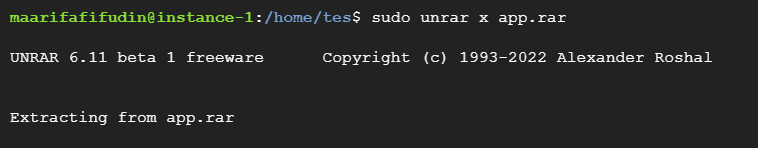 maarifafifudin@instance-1:/home/tes$ sudo unrar x app.rar
UNRAR 6.11 beta 1 freeware      Copyright (c) 1993-2022 Alexander Roshal
Extracting from app.rar